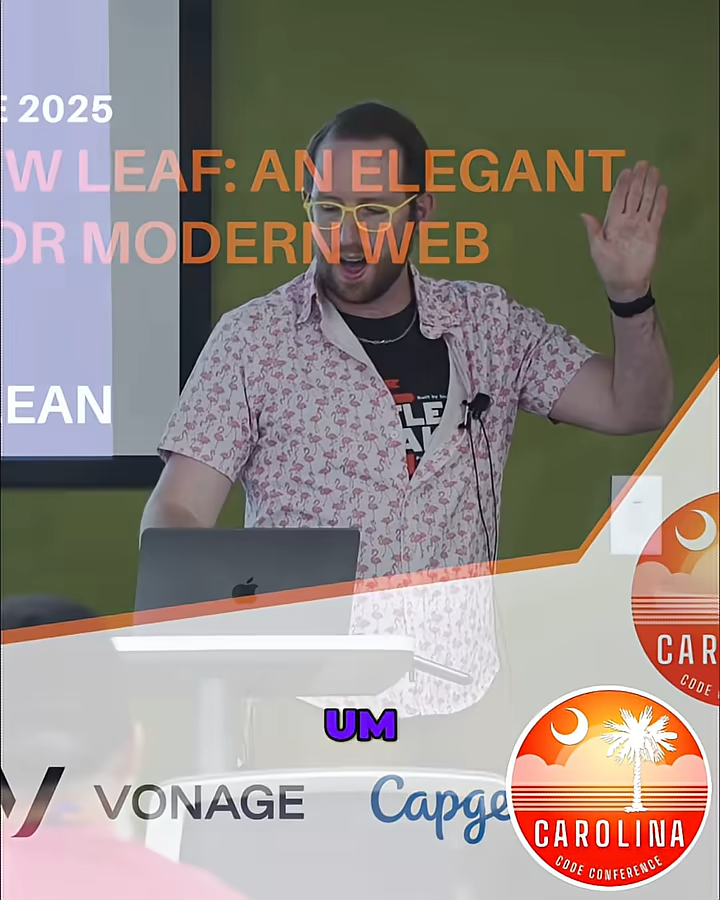 E 2025
W LEAF: AN ELEGANT
OR MODERN WEB
EAN
UM
VONAGE
Capge
CAR
CODE
CAROLINA
CODE CONFERENCE